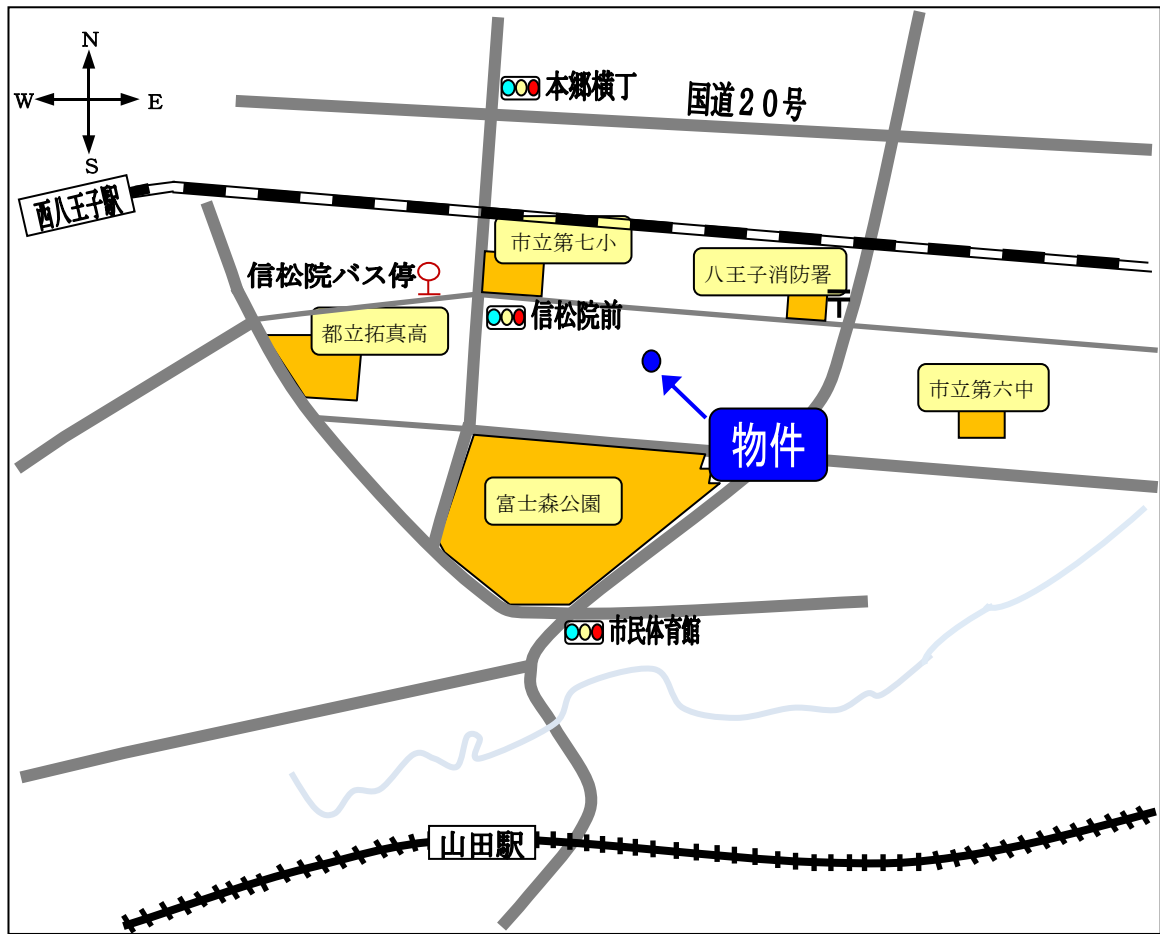 N
W
E
S
本郷横丁
国道20号
西八王子駅
市立第七小
八王子消防署
信松院バス停
信松院前
都立拓真高
市立第六中
物件
富士森公園
市民体育館
山田駅